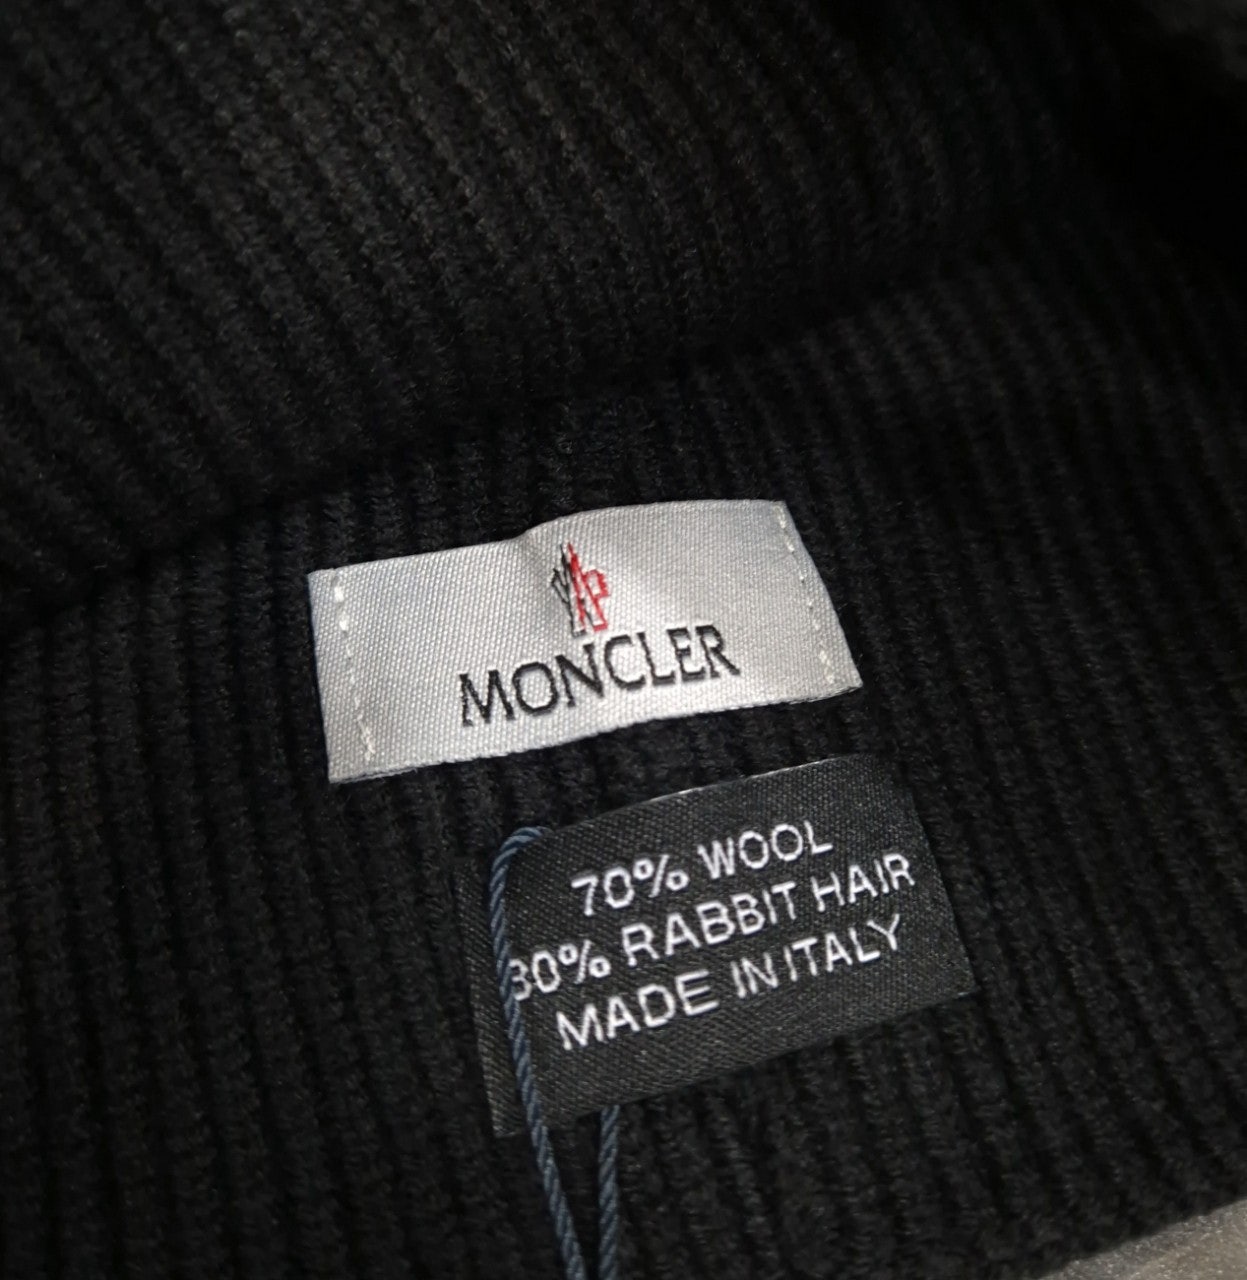 MONCLER
70% WOOL
30% RABBIT HAIR
MADE IN ITALY